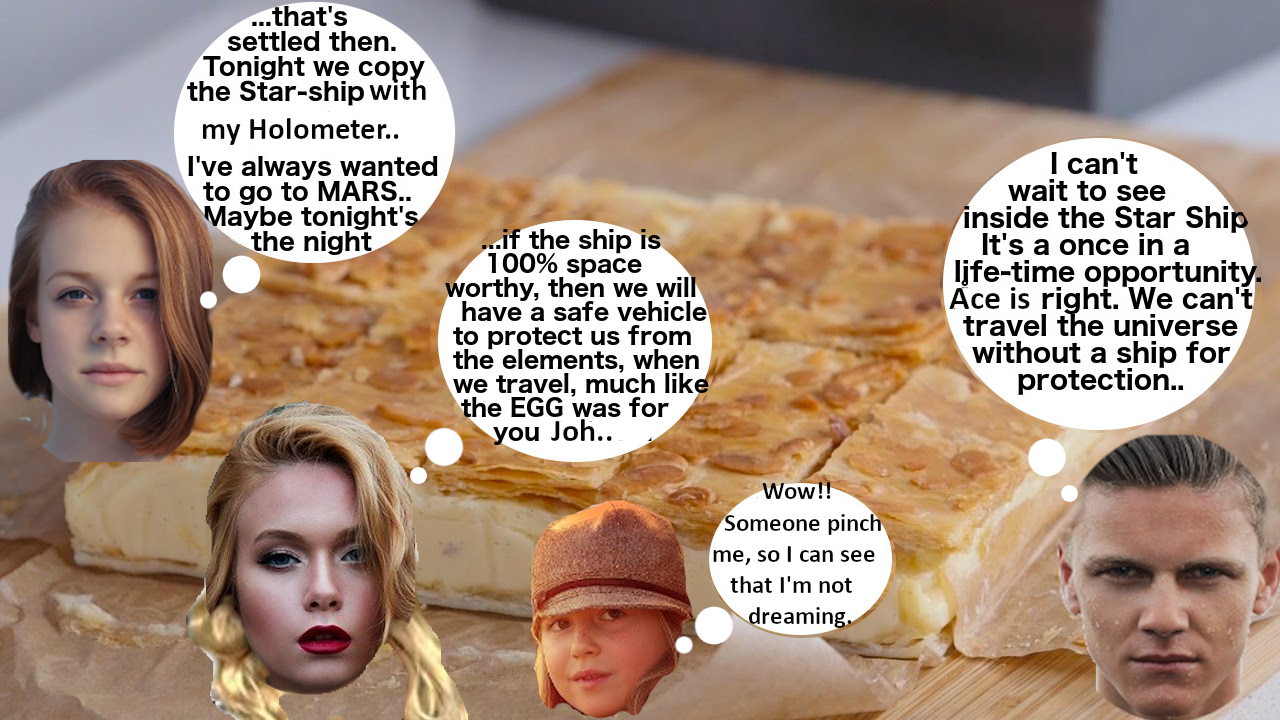 ...that's
settled then.
Tonight we copy
the Star-ship with
my Holometer..
I've always wanted
to go to MARS..
Maybe tonight's
the night
...if the ship is
100% space
worthy, then we will
have a safe vehicle
to protect us from
the elements, when
we travel, much like
the EGG was for
you Joh..
Wow!!
Someone pinch
me, so I can see
that I'm not
dreaming.
I can't
wait to see
inside the Star Ship
It's a once in a
life-time opportunity.
Ace is right. We can't
travel the universe
without a ship for
protection..